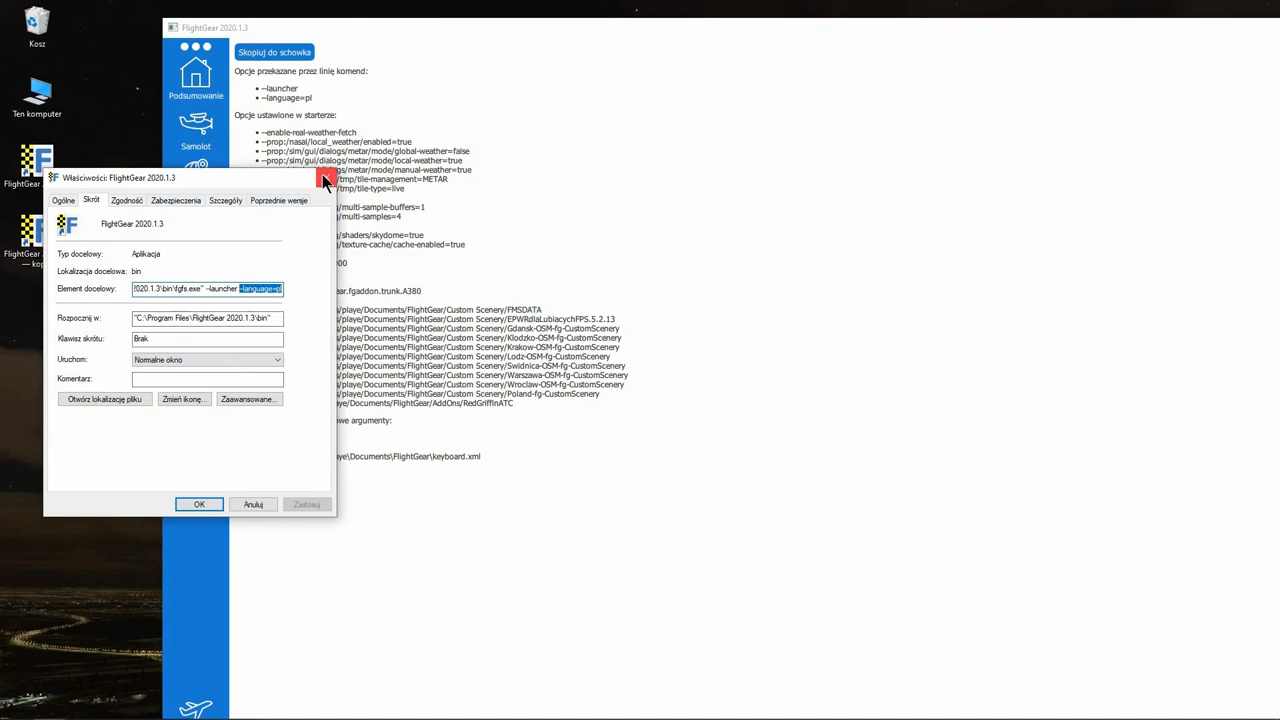 Kosz
FlightGear 2020.1.3
Skopiuj do schowka
Opcje przekazane przez linię komend:
• --launcher
• --language=pl
Opcje ustawione w starterze:
• --enable-real-weather-fetch
• --prop:/nasal/local_weather/enabled=true
• --prop:/sim/gui/dialogs/metar/mode/global-weather=false
• --prop:/sim/gui/dialogs/metar/mode/local-weather=true
/metar/mode/manual-weather=true
/tmp/tile-management=METAR
/tmp/tile-type=live
/multi-sample-buffers=1
/multi-samples=4
/shaders/skydome=true
/texture-cache/cache-enabled=true
00
ear.fgaddon.trunk.A380
s/playe/Documents/FlightGear/Custom Scenery/FMSDATA
s/playe/Documents/FlightGear/Custom Scenery/EPWRdlaLubiacychFPS.5.2.13
s/playe/Documents/FlightGear/Custom Scenery/Gdansk-OSM-fg-CustomScenery
s/playe/Documents/FlightGear/Custom Scenery/Klodzko-OSM-fg-CustomScenery
s/playe/Documents/FlightGear/Custom Scenery/Krakow-OSM-fg-CustomScenery
s/playe/Documents/FlightGear/Custom Scenery/Lodz-OSM-fg-CustomScenery
s/playe/Documents/FlightGear/Custom Scenery/Swidnica-OSM-fg-CustomScenery
s/playe/Documents/FlightGear/Custom Scenery/Warszawa-OSM-fg-CustomScenery
s/playe/Documents/FlightGear/Custom Scenery/Wroclaw-OSM-fg-CustomScenery
s/playe/Documents/FlightGear/Custom Scenery/Poland-fg-CustomScenery
playe/Documents/FlightGear/AddOns/RedGriffinATC
owe argumenty:
aye\Documents\FlightGear\keyboard.xml
Podsumowanie
Samolot
Ten komputer
FlightGear
FlightGear
— kop
Właściwości: FlightGear 2020.1.3
Ogólne Skrót Zgodność Zabezpieczenia Szczegóły Poprzednie wersje
FlightGear 2020.1.3
Typ docelowy: Aplikacja
Lokalizacja docelowa: bin
Element docelowy: 2020.1.3\bin\fgfs.exe" --launcher --language=pl
Rozpocznij w: "C:\Program Files\FlightGear 2020.1.3\bin"
Klawisz skrótu: Brak
Uruchom: Normalne okno
Komentarz:
Otwórz lokalizację pliku Zmień ikonę... Zaawansowane...
OK Anuluj Zastosuj